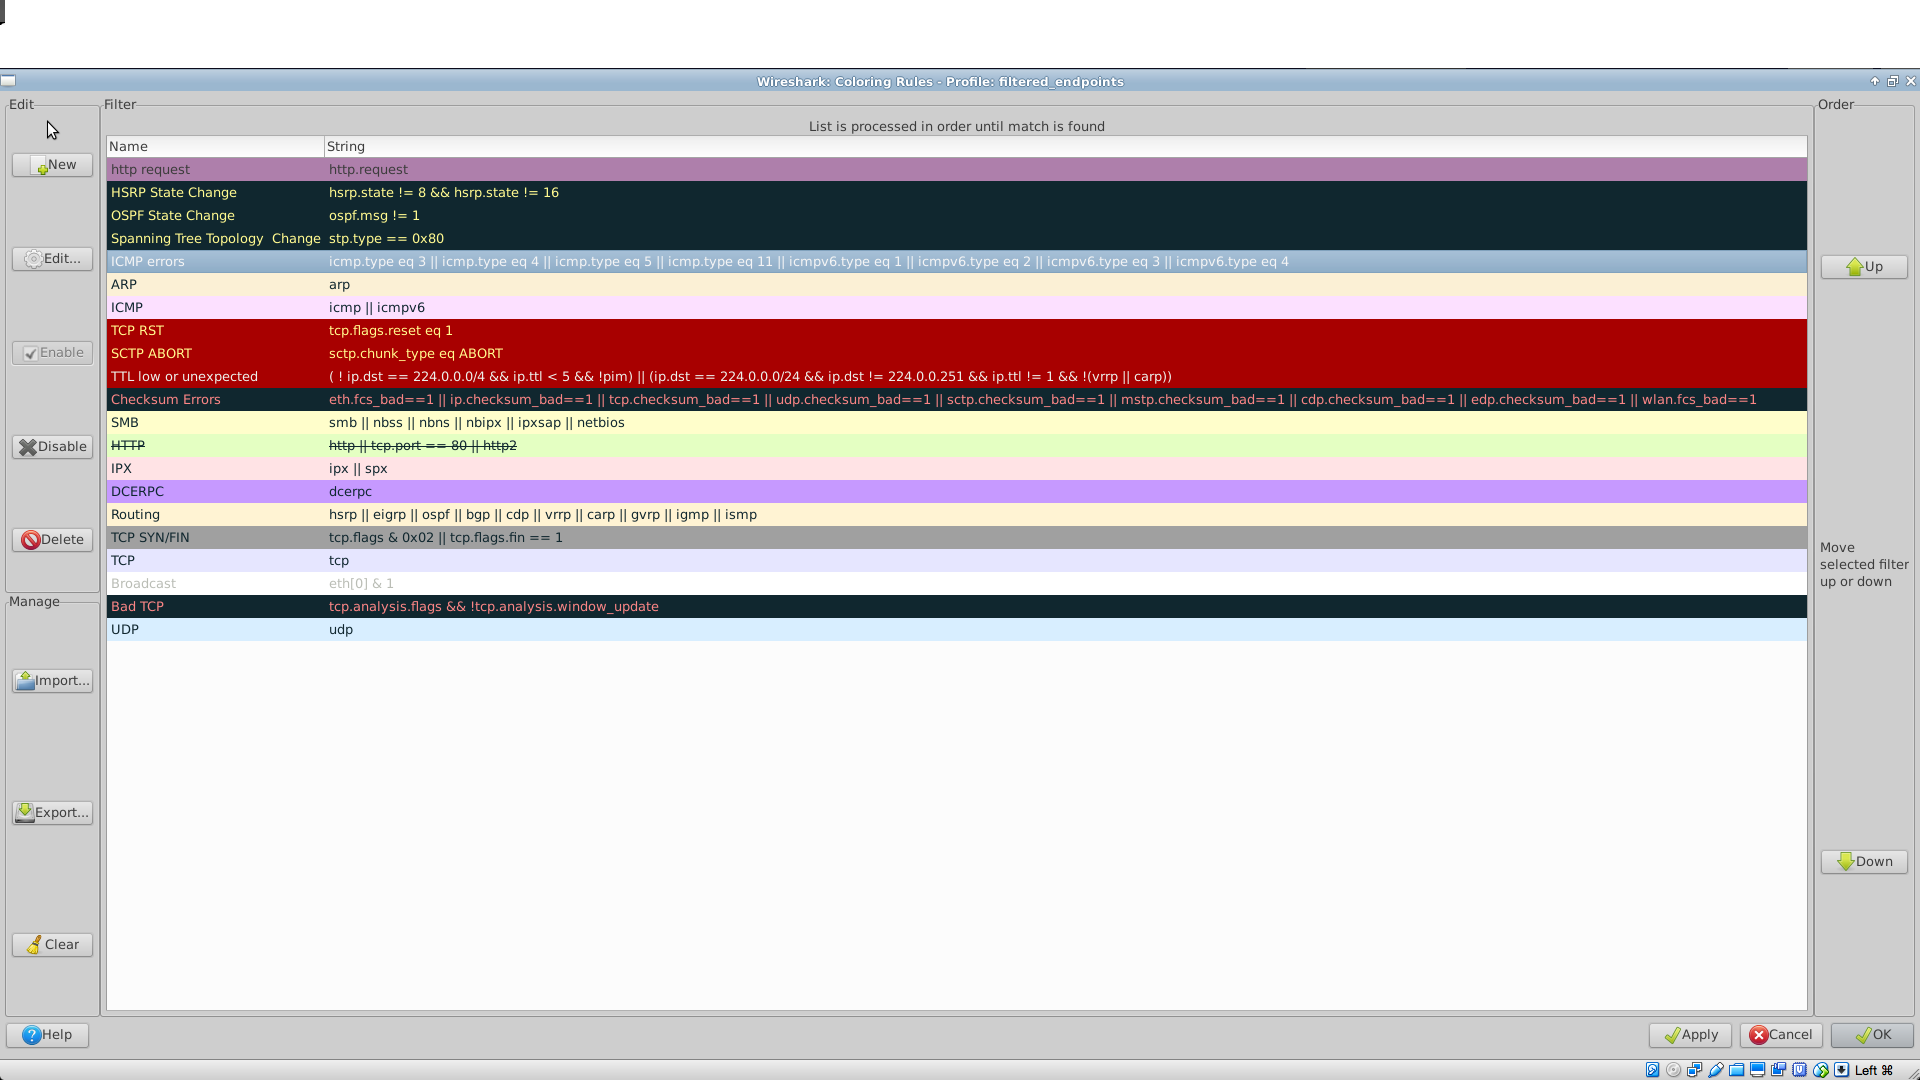 Wireshark: Coloring Rules - Profile: filtered_endpoints
Edit
Filter
Order
List is processed in order until match is found
Name String
New
http request http.request
HSRP State Change hsrp.state != 8 && hsrp.state != 16
OSPF State Change ospf.msg != 1
Spanning Tree Topology  Change stp.type == 0x80
Edit...
ICMP errors icmp.type eq 3 || icmp.type eq 4 || icmp.type eq 5 || icmp.type eq 11 || icmpv6.type eq 1 || icmpv6.type eq 2 || icmpv6.type eq 3 || icmpv6.type eq 4
Up
ARP arp
ICMP icmp || icmpv6
TCP RST tcp.flags.reset eq 1
Enable
SCTP ABORT sctp.chunk_type eq ABORT
TTL low or unexpected ( ! ip.dst == 224.0.0.0/4 && ip.ttl < 5 && !pim) || (ip.dst == 224.0.0.0/24 && ip.dst != 224.0.0.251 && ip.ttl != 1 && !(vrrp || carp))
Checksum Errors eth.fcs_bad==1 || ip.checksum_bad==1 || tcp.checksum_bad==1 || udp.checksum_bad==1 || sctp.checksum_bad==1 || mstp.checksum_bad==1 || cdp.checksum_bad==1 || edp.checksum_bad==1 || wlan.fcs_bad==1
SMB smb || nbss || nbns || nbipx || ipxsap || netbios
Disable
HTTP http || tcp.port == 80 || http2
IPX ipx || spx
DCERPC dcerpc
Routing hsrp || eigrp || ospf || bgp || cdp || vrrp || carp || gvrp || igmp || ismp
Delete
TCP SYN/FIN tcp.flags & 0x02 || tcp.flags.fin == 1
TCP tcp
Move
selected filter
up or down
Broadcast eth[0] & 1
Manage
Bad TCP tcp.analysis.flags && !tcp.analysis.window_update
UDP udp
Import...
Export...
Down
Clear
Help
Apply
Cancel
OK
Left ⌘